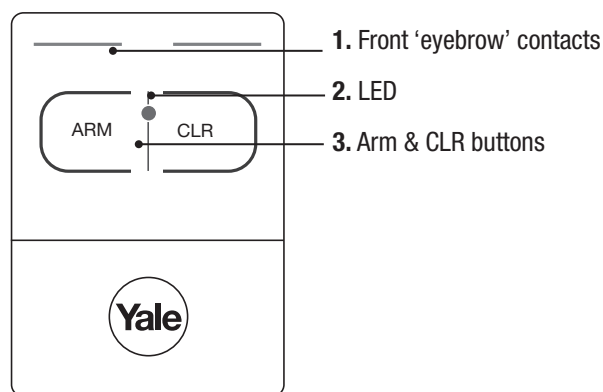 1. Front ‘eyebrow’ contacts
2. LED
ARM CLR
3. Arm & CLR buttons
Yale